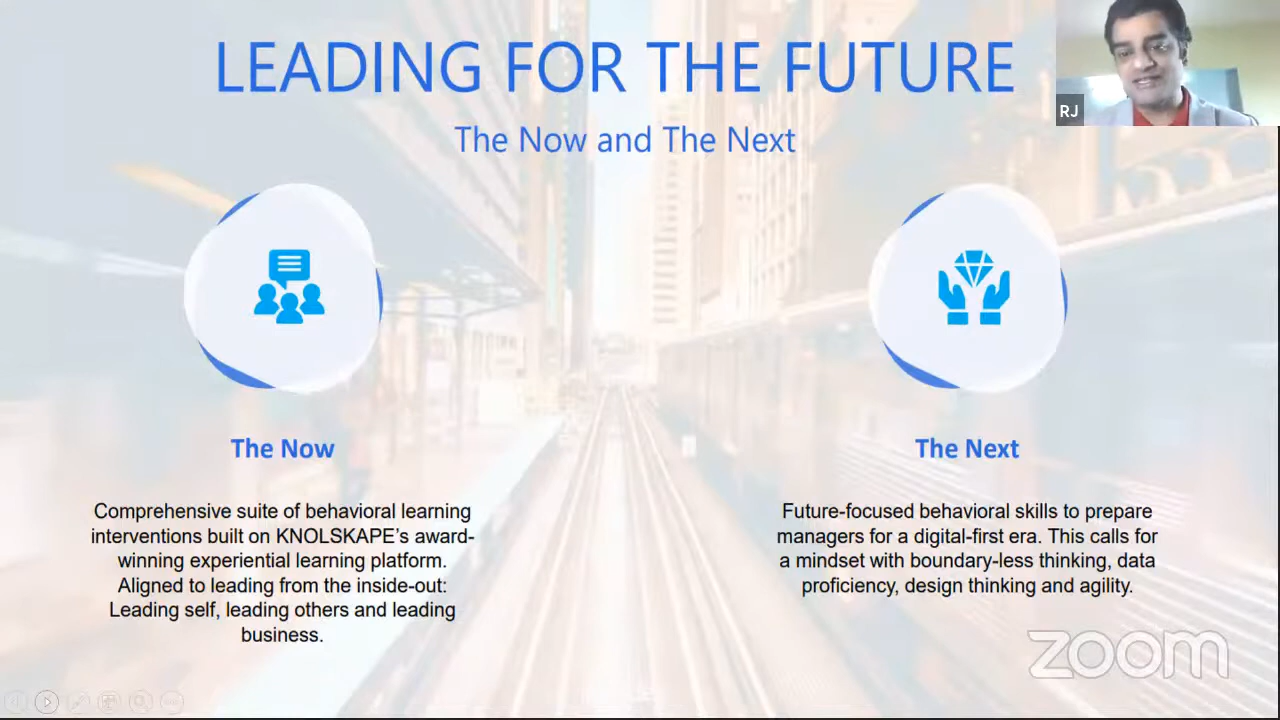 LEADING FOR THE FUTURE
RJ
The Now and The Next
The Now
Comprehensive suite of behavioral learning
interventions built on KNOLSKAPE's award-
winning experiential learning platform.
Aligned to leading from the inside-out:
Leading self, leading others and leading
business.
The Next
Future-focused behavioral skills to prepare
managers for a digital-first era. This calls for
a mindset with boundary-less thinking, data
proficiency, design thinking and agility.
zoom